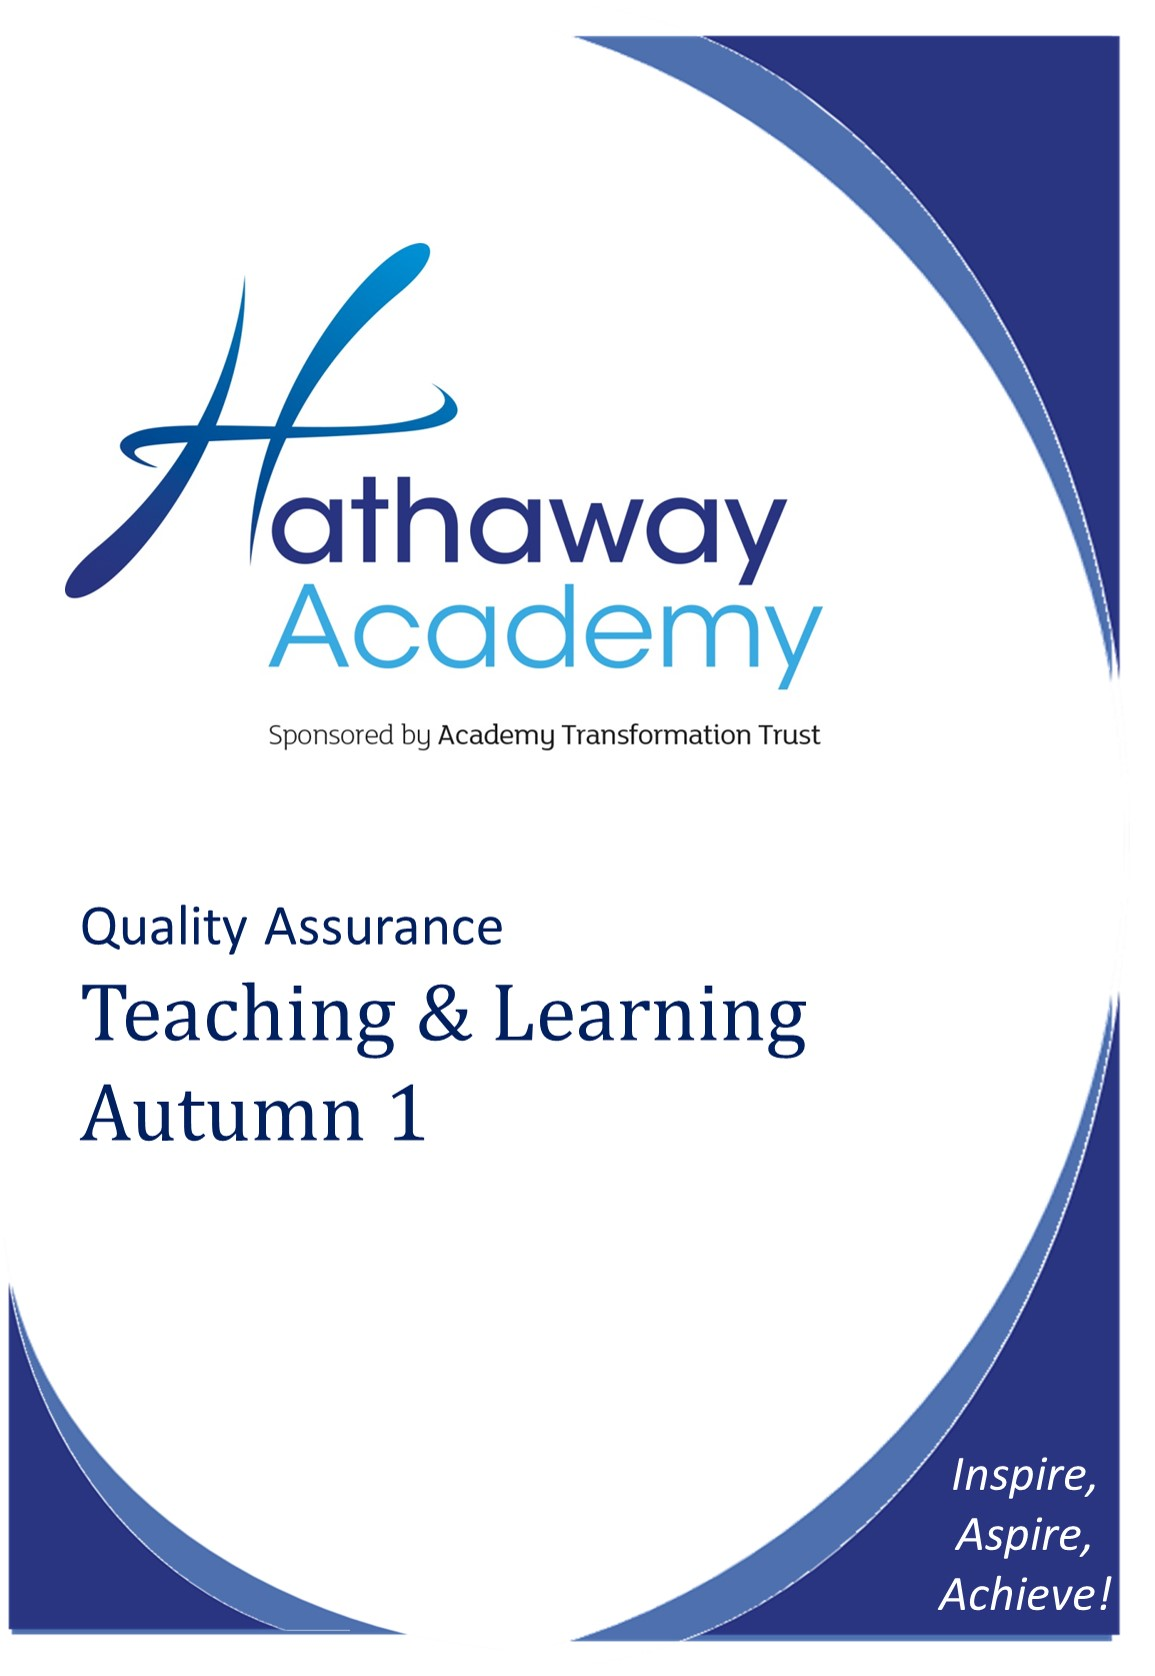 Hathaway
Academy
Sponsored by Academy Transformation Trust
Quality Assurance
Teaching & Learning
Autumn 1
Inspire,
Aspire,
Achieve!